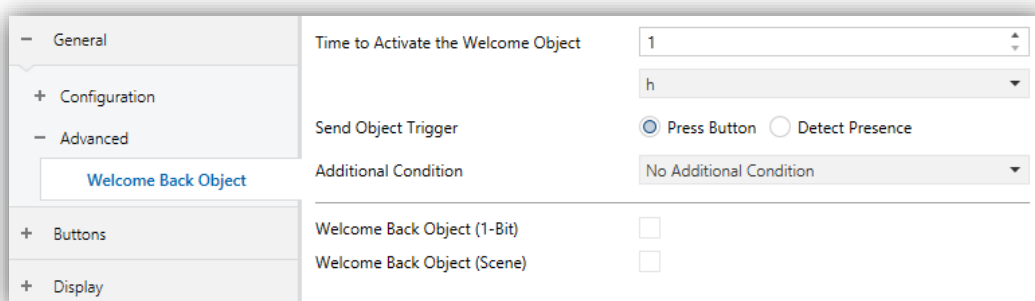 General
Configuration
Advanced
Welcome Back Object
Buttons
Display
Time to Activate the Welcome Object 1
h
Send Object Trigger Press Button Detect Presence
Additional Condition No Additional Condition
Welcome Back Object (1-Bit)
Welcome Back Object (Scene)